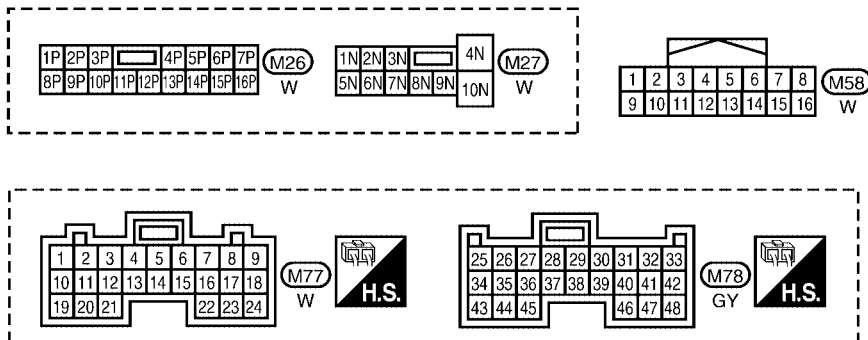 1P 2P 3P 4P 5P 6P 7P
8P 9P 10P 11P 12P 13P 14P 15P 16P
M26
W
1N 2N 3N 4N
5N 6N 7N 8N 9N 10N
M27
W
1 2 3 4 5 6 7 8
9 10 11 12 13 14 15 16
M58
W
1 2 3 4 5 6 7 8 9
10 11 12 13 14 15 16 17 18
19 20 21 22 23 24
M77
W
H.S.
25 26 27 28 29 30 31 32 33
34 35 36 37 38 39 40 41 42
43 44 45 46 47 48
M78
GY
H.S.